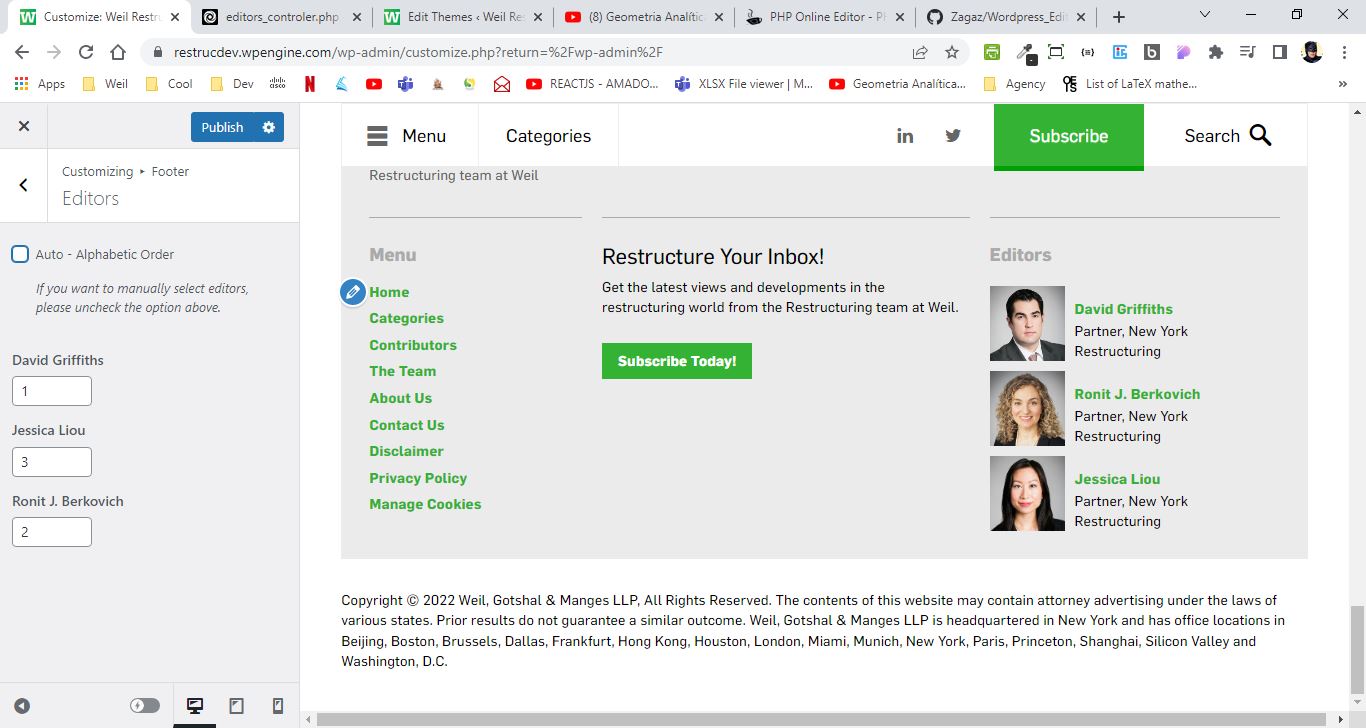 Customize: Weil Restru
editors_controler.php
Edit Themes ‹ Weil Res
(8) Geometria Analític
PHP Online Editor - P
Zagaz/Wordpress_Edit
restrucdev.wpengine.com/wp-admin/customize.php?return=%2Fwp-admin%2F
Apps
Weil
Cool
Dev
REACTJS - AMADO...
XLSX File viewer | M...
Geometria Analítica...
Agency
List of LaTeX mathe...
»
Publish
Customizing ▸ Footer
Editors
Auto - Alphabetic Order
If you want to manually select editors,
please uncheck the option above.
David Griffiths
1
Jessica Liou
3
Ronit J. Berkovich
2
Menu
Categories
in
Subscribe
Search
Restructuring team at Weil
Menu
Home
Categories
Contributors
The Team
About Us
Contact Us
Disclaimer
Privacy Policy
Manage Cookies
Restructure Your Inbox!
Get the latest views and developments in the
restructuring world from the Restructuring team at Weil.
Subscribe Today!
Editors
David Griffiths
Partner, New York
Restructuring
Ronit J. Berkovich
Partner, New York
Restructuring
Jessica Liou
Partner, New York
Restructuring
Copyright © 2022 Weil, Gotshal & Manges LLP, All Rights Reserved. The contents of this website may contain attorney advertising under the laws of
various states. Prior results do not guarantee a similar outcome. Weil, Gotshal & Manges LLP is headquartered in New York and has office locations in
Beijing, Boston, Brussels, Dallas, Frankfurt, Hong Kong, Houston, London, Miami, Munich, New York, Paris, Princeton, Shanghai, Silicon Valley and
Washington, D.C.